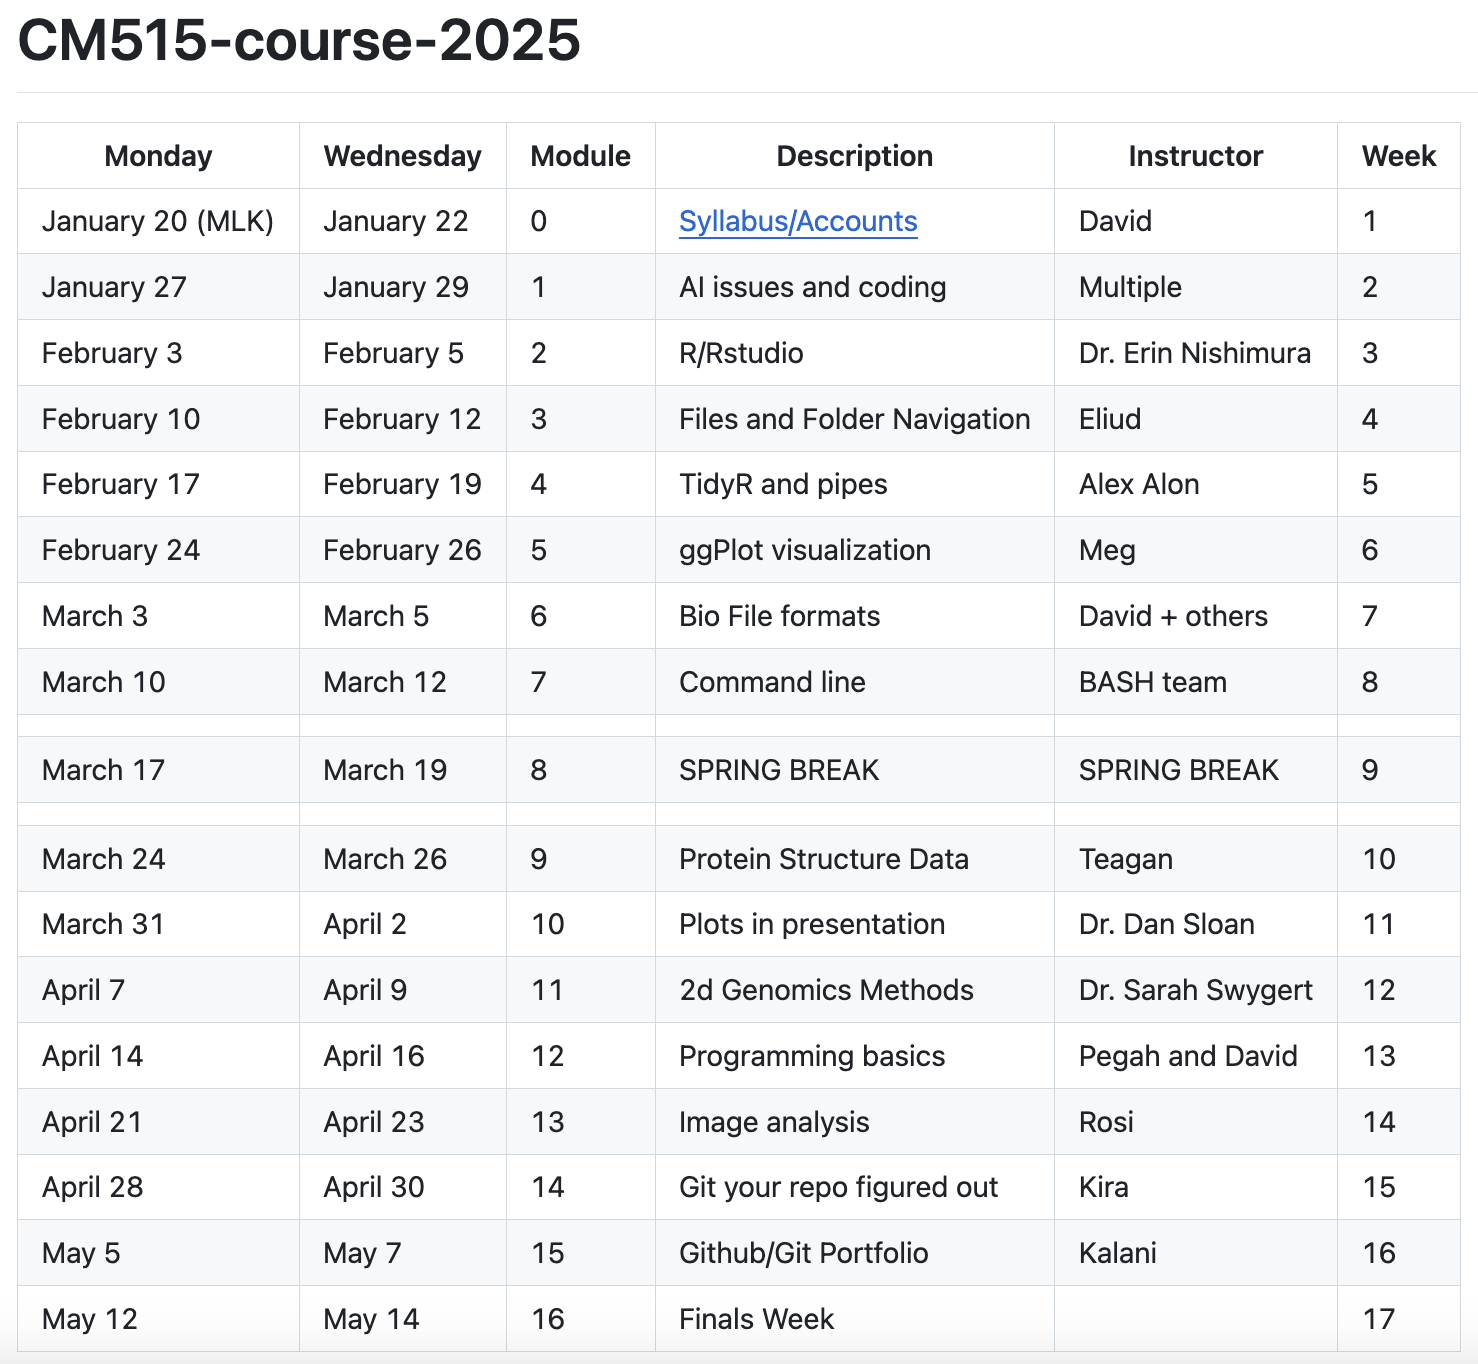 CM515-course-2025
Monday Wednesday Module Description Instructor Week
January 20 (MLK) January 22 0 Syllabus/Accounts David 1
January 27 January 29 1 AI issues and coding Multiple 2
February 3 February 5 2 R/Rstudio Dr. Erin Nishimura 3
February 10 February 12 3 Files and Folder Navigation Eliud 4
February 17 February 19 4 TidyR and pipes Alex Alon 5
February 24 February 26 5 ggPlot visualization Meg 6
March 3 March 5 6 Bio File formats David + others 7
March 10 March 12 7 Command line BASH team 8
March 17 March 19 8 SPRING BREAK SPRING BREAK 9
March 24 March 26 9 Protein Structure Data Teagan 10
March 31 April 2 10 Plots in presentation Dr. Dan Sloan 11
April 7 April 9 11 2d Genomics Methods Dr. Sarah Swygert 12
April 14 April 16 12 Programming basics Pegah and David 13
April 21 April 23 13 Image analysis Rosi 14
April 28 April 30 14 Git your repo figured out Kira 15
May 5 May 7 15 Github/Git Portfolio Kalani 16
May 12 May 14 16 Finals Week 17